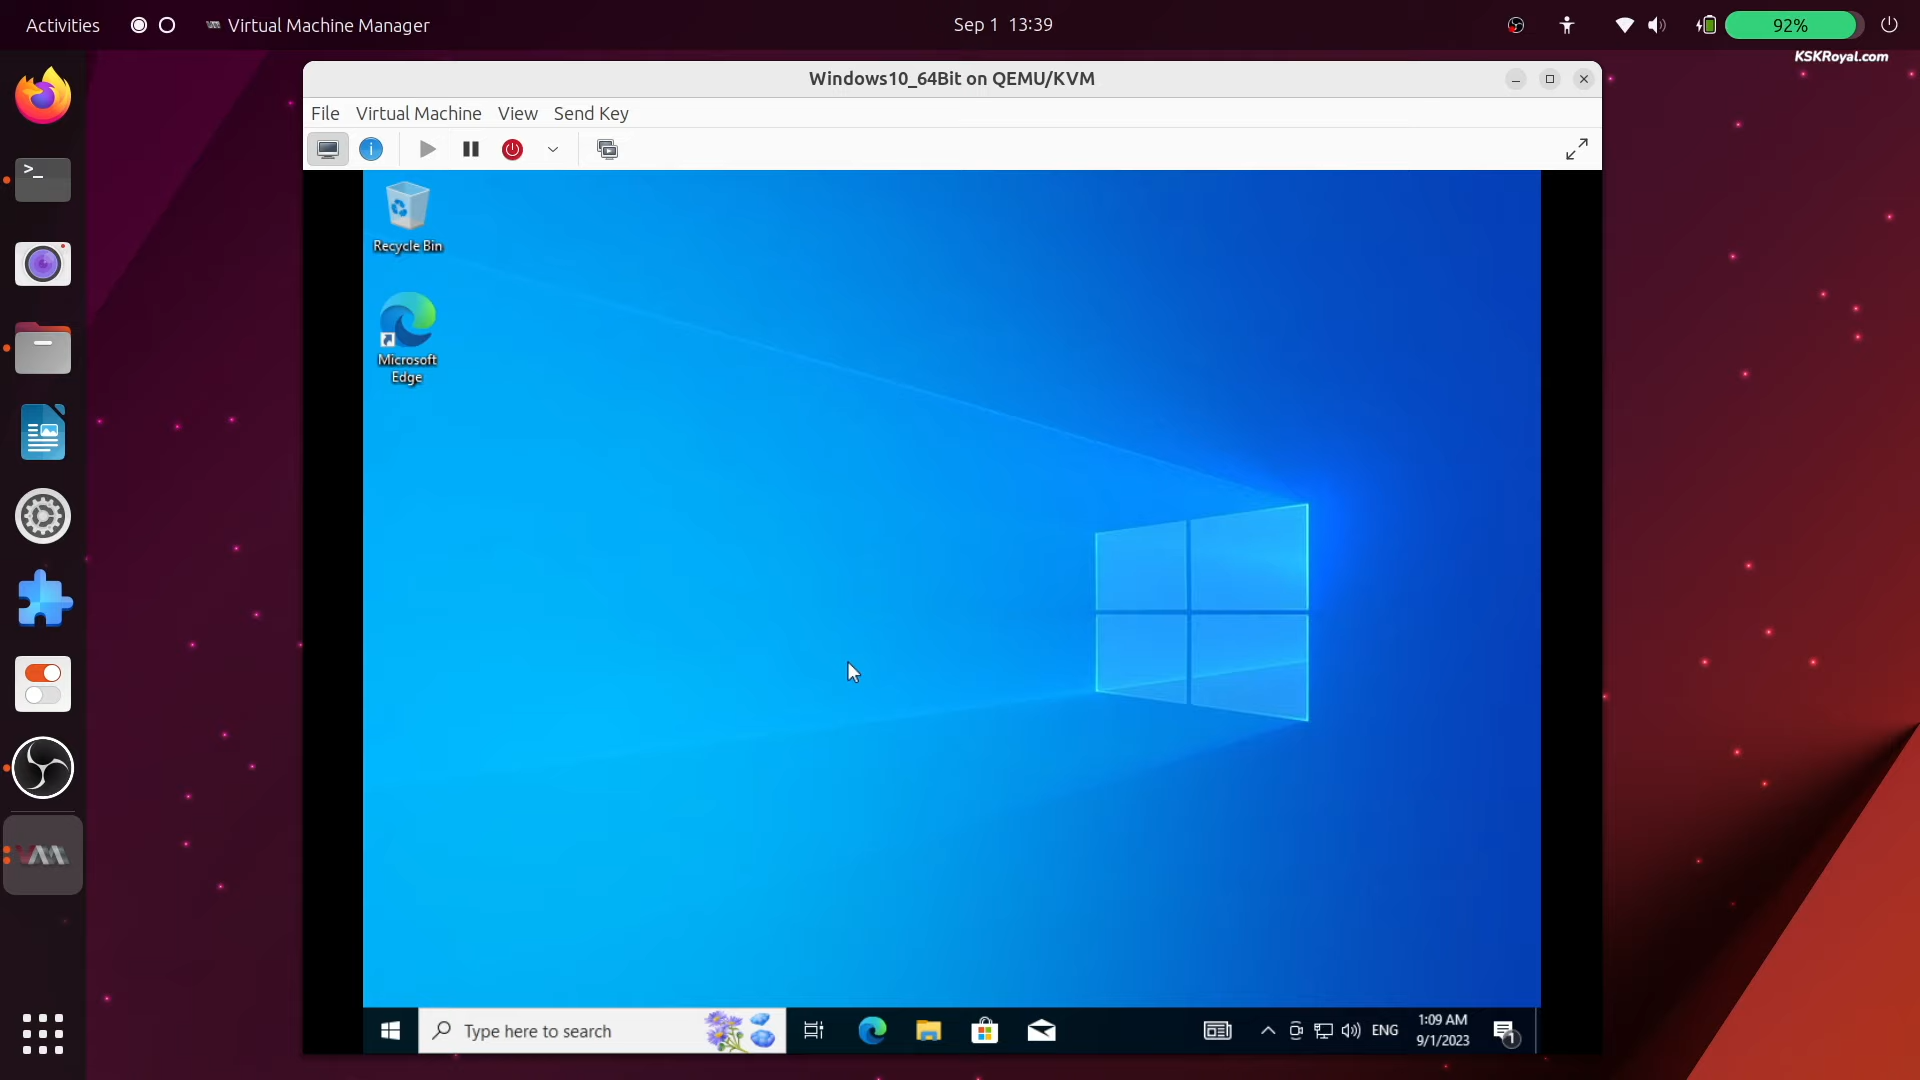 Activities
Virtual Machine Manager
Sep 1 13:39
92%
KSKRoyal.com
Windows10_64Bit on QEMU/KVM
File Virtual Machine View Send Key
Recycle Bin
Microsoft
Edge
Type here to search
ENG
1:09 AM
9/1/2023
1